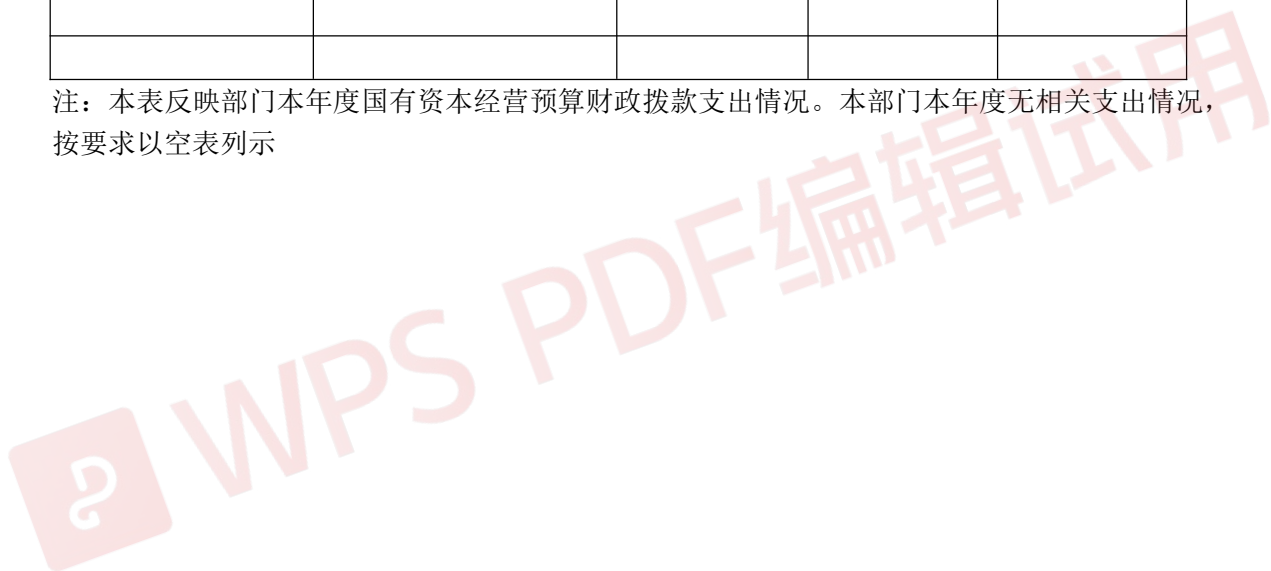 注：本表反映部门本年度国有资本经营预算财政拨款支出情况。本部门本年度无相关支出情况，
按要求以空表列示
WPS PDF编辑试用